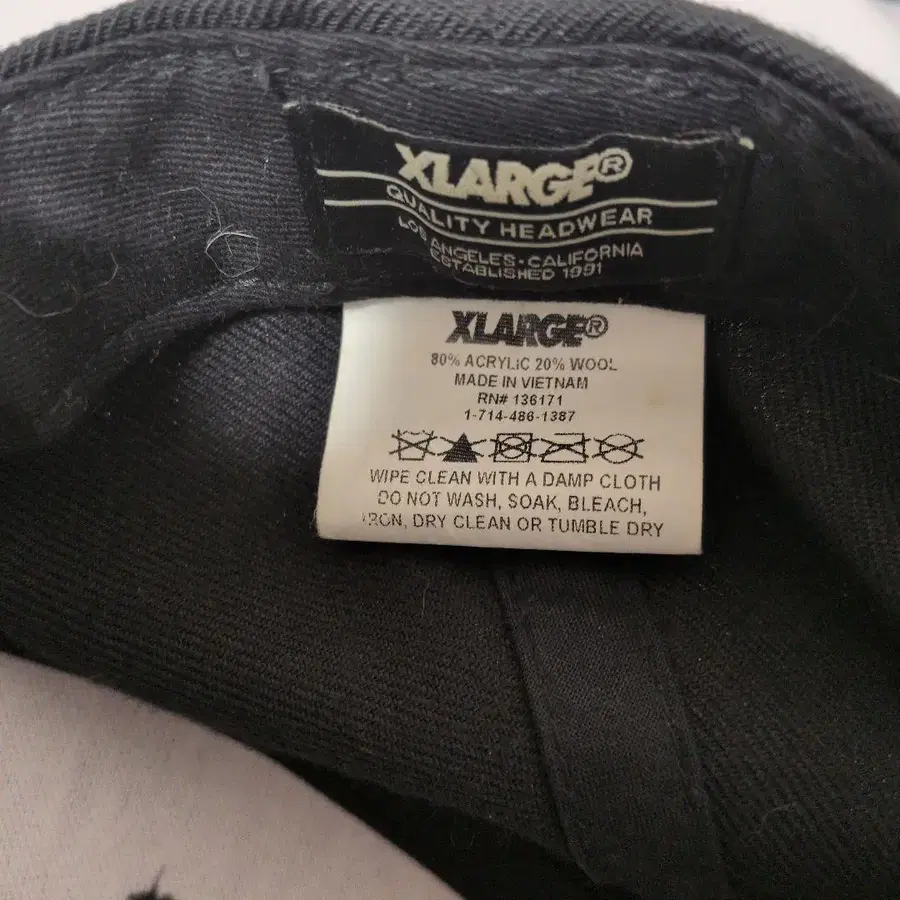 XLARGE®
QUALITY HEADWEAR
LOS ANGELES • CALIFORNIA
ESTABLISHED 1991
XLARGE®
80% ACRYLIC 20% WOOL
MADE IN VIETNAM
RN# 136171
1-714-486-1387
WIPE CLEAN WITH A DAMP CLOTH
DO NOT WASH, SOAK, BLEACH,
IRON, DRY CLEAN OR TUMBLE DRY